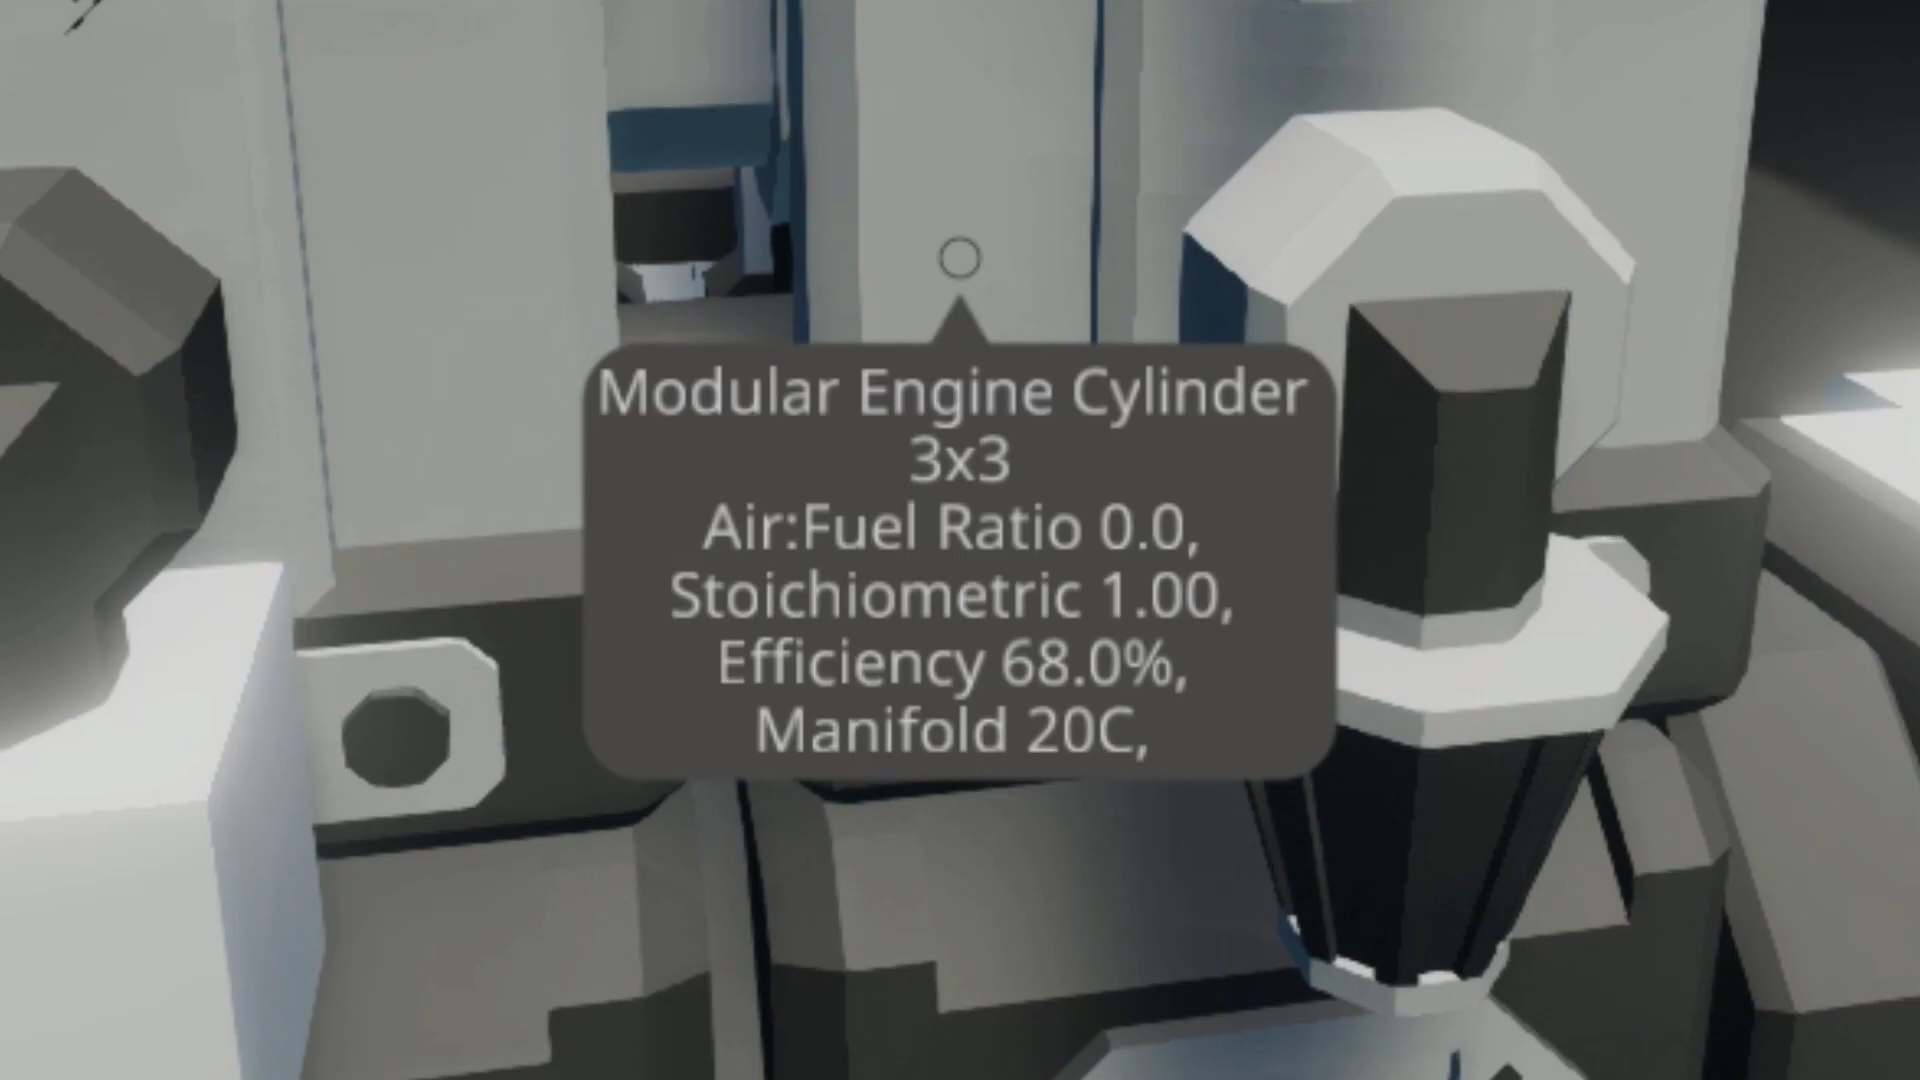 Modular Engine Cylinder
3x3
Air:Fuel Ratio 0.0,
Stoichiometric 1.00,
Efficiency 68.0%,
Manifold 20C,